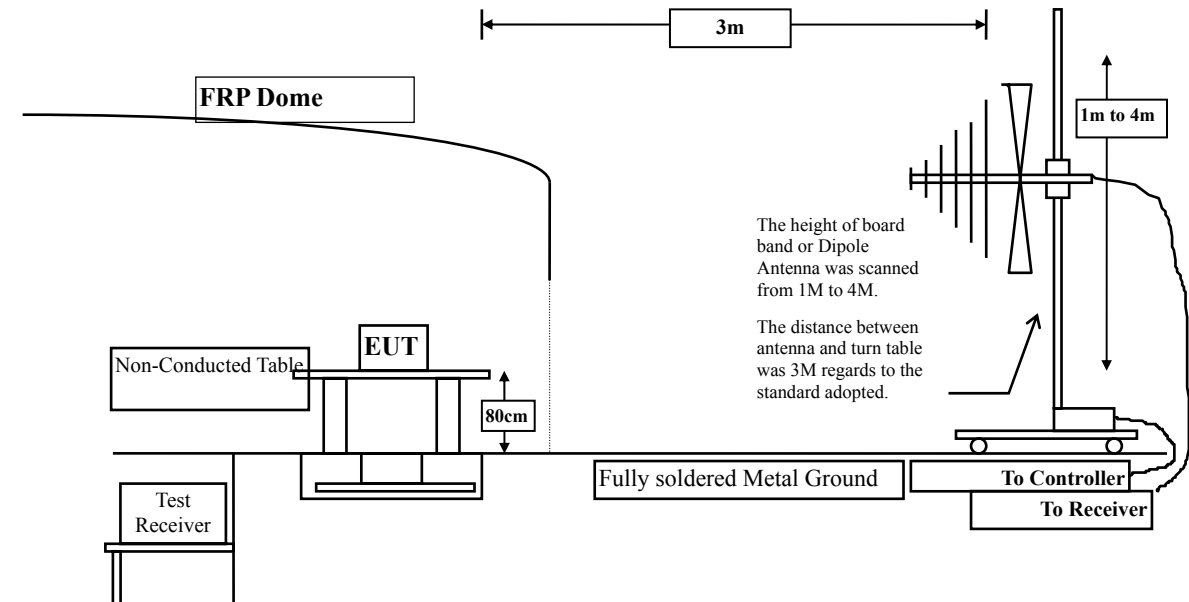 3m
FRP Dome
1m to 4m
The height of board
band or Dipole
Antenna was scanned
from 1M to 4M.
The distance between
antenna and turn table
was 3M regards to the
standard adopted.
EUT
Non-Conducted Table
80cm
Fully soldered Metal Ground
To Controller
To Receiver
Test
Receiver